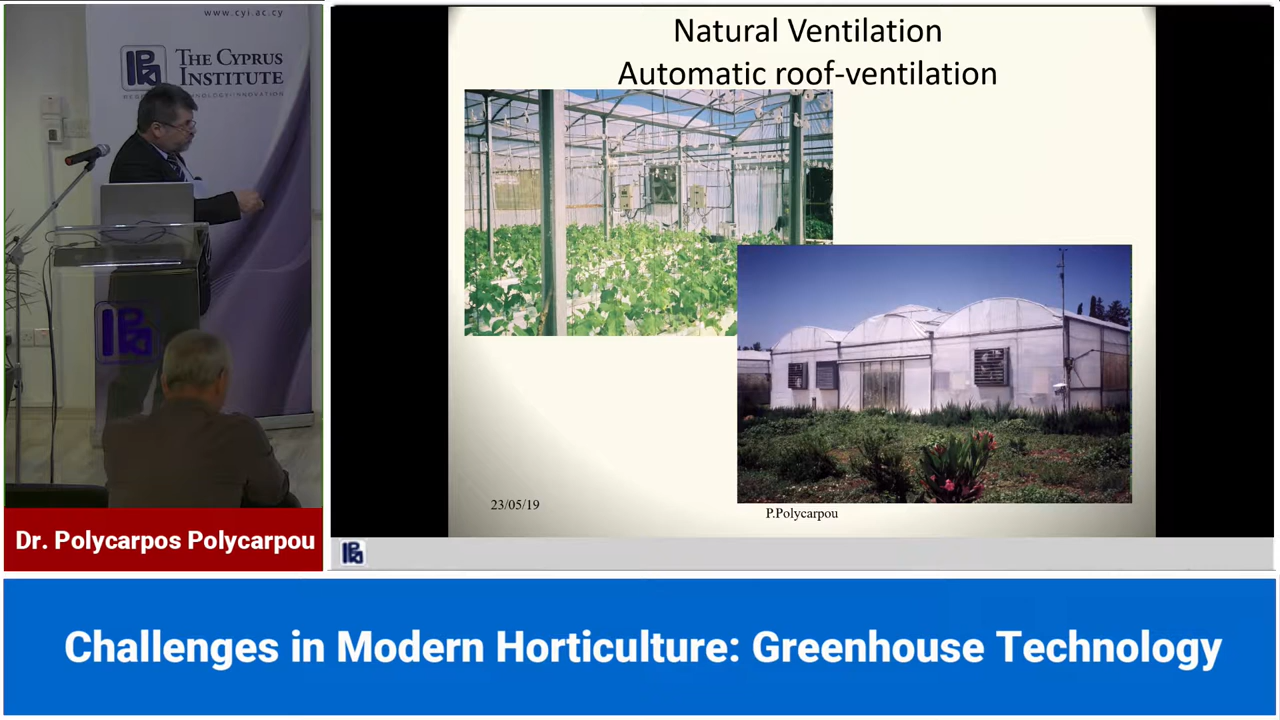 www.cyi.ac.cy
THE CYPRUS
INSTITUTE
Natural Ventilation
Automatic roof-ventilation
23/05/19
P.Polycarpou
Dr. Polycarpos Polycarpou
Challenges in Modern Horticulture: Greenhouse Technology